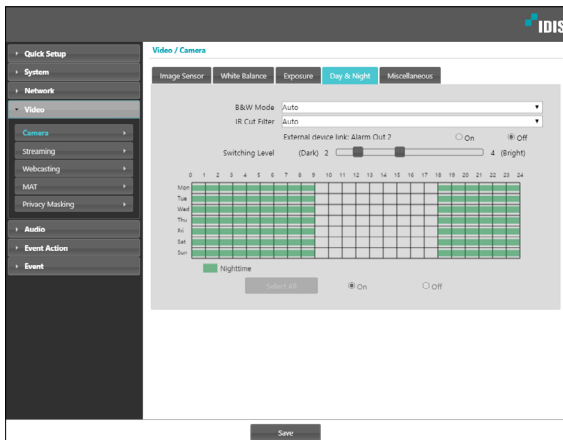 IDIS
Quick Setup
System
Network
Video
Camera
Streaming
Webcasting
MAT
Privacy Masking
Audio
Event Action
Event
Video / Camera
Image Sensor White Balance Exposure Day & Night Miscellaneous
B&W Mode Auto
IR Cut Filter Auto
External device link: Alarm Out 2 On Off
Switching Level (Dark) 2 4 (Bright)
0 1 2 3 4 5 6 7 8 9 10 11 12 13 14 15 16 17 18 19 20 21 22 23 24
Mon
Tue
Wed
Thu
Fri
Sat
Sun
Nighttime
Select All On Off
Save